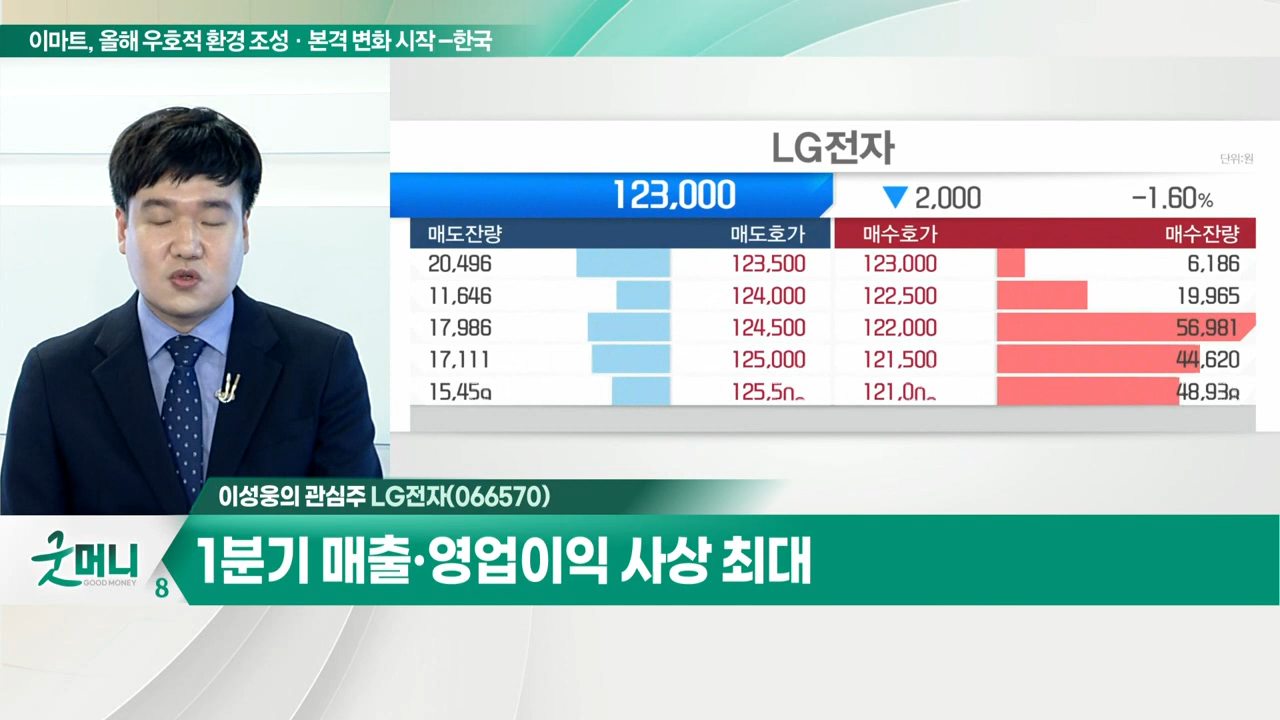 이마트, 올해 우호적 환경 조성 · 본격 변화 시작 –한국
LG전자
단위:원
123,000 ▼ 2,000 –1.60%
매도잔량 매도호가 매수호가 매수잔량
20,496 123,500 123,000 6,186
11,646 124,000 122,500 19,965
17,986 124,500 122,000 56,981
17,111 125,000 121,500 44,620
이성웅의 관심주 LG전자(066570)
굿머니
GOOD MONEY
8
1분기 매출·영업이익 사상 최대